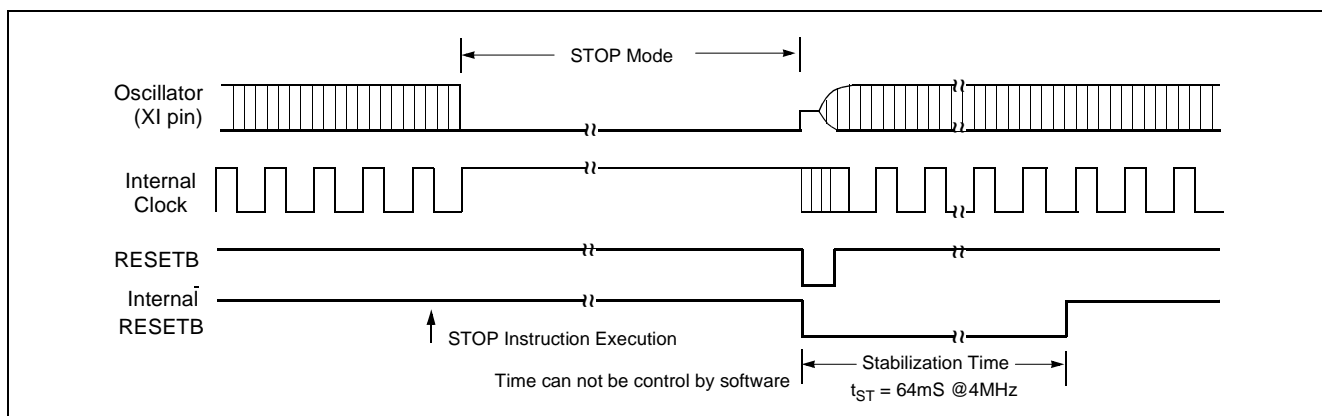 STOP Mode
Oscillator
(XI pin)
Internal
Clock
RESETB
Internal
RESETB
STOP Instruction Execution
Time can not be control by software
Stabilization Time
tST = 64mS @4MHz